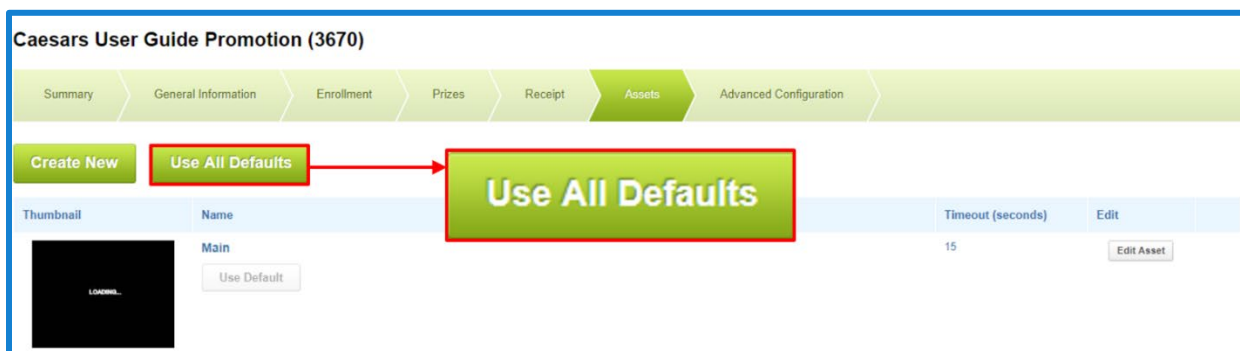 Caesars User Guide Promotion (3670)
Summary General Information Enrollment Prizes Receipt Assets Advanced Configuration
Create New Use All Defaults
Use All Defaults
Thumbnail Name Timeout (seconds) Edit
Main 15 Edit Asset
Use Default
LOADING...